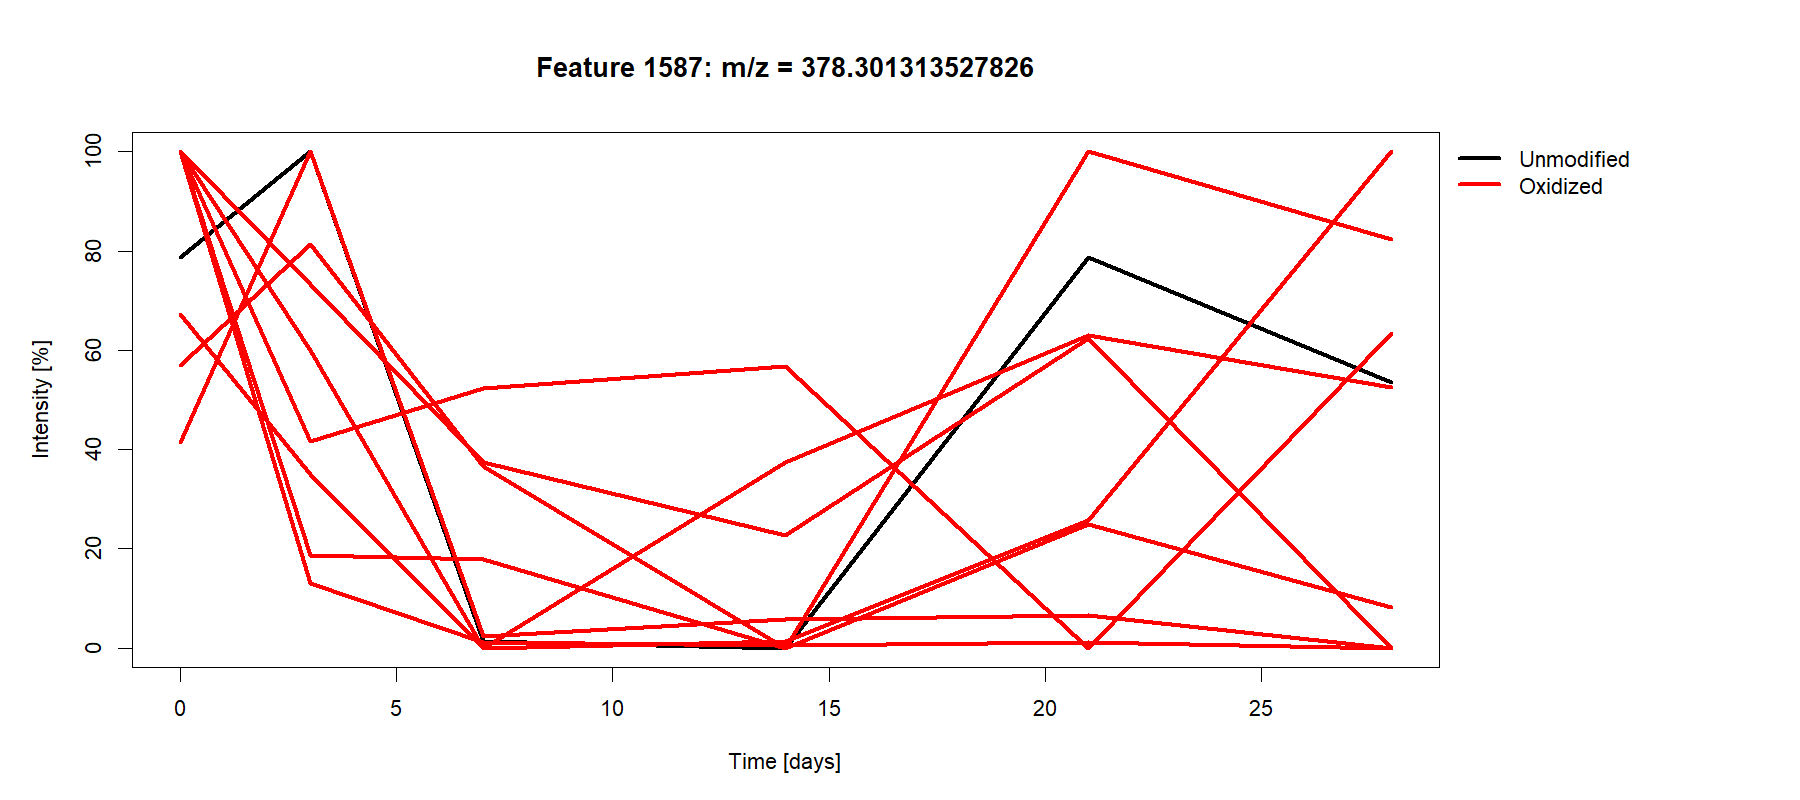 Feature 1587: m/z = 378.301313527826
Unmodified
Oxidized
Intensity [%]
100
80
60
40
20
0
0 5 10 15 20 25
Time [days]